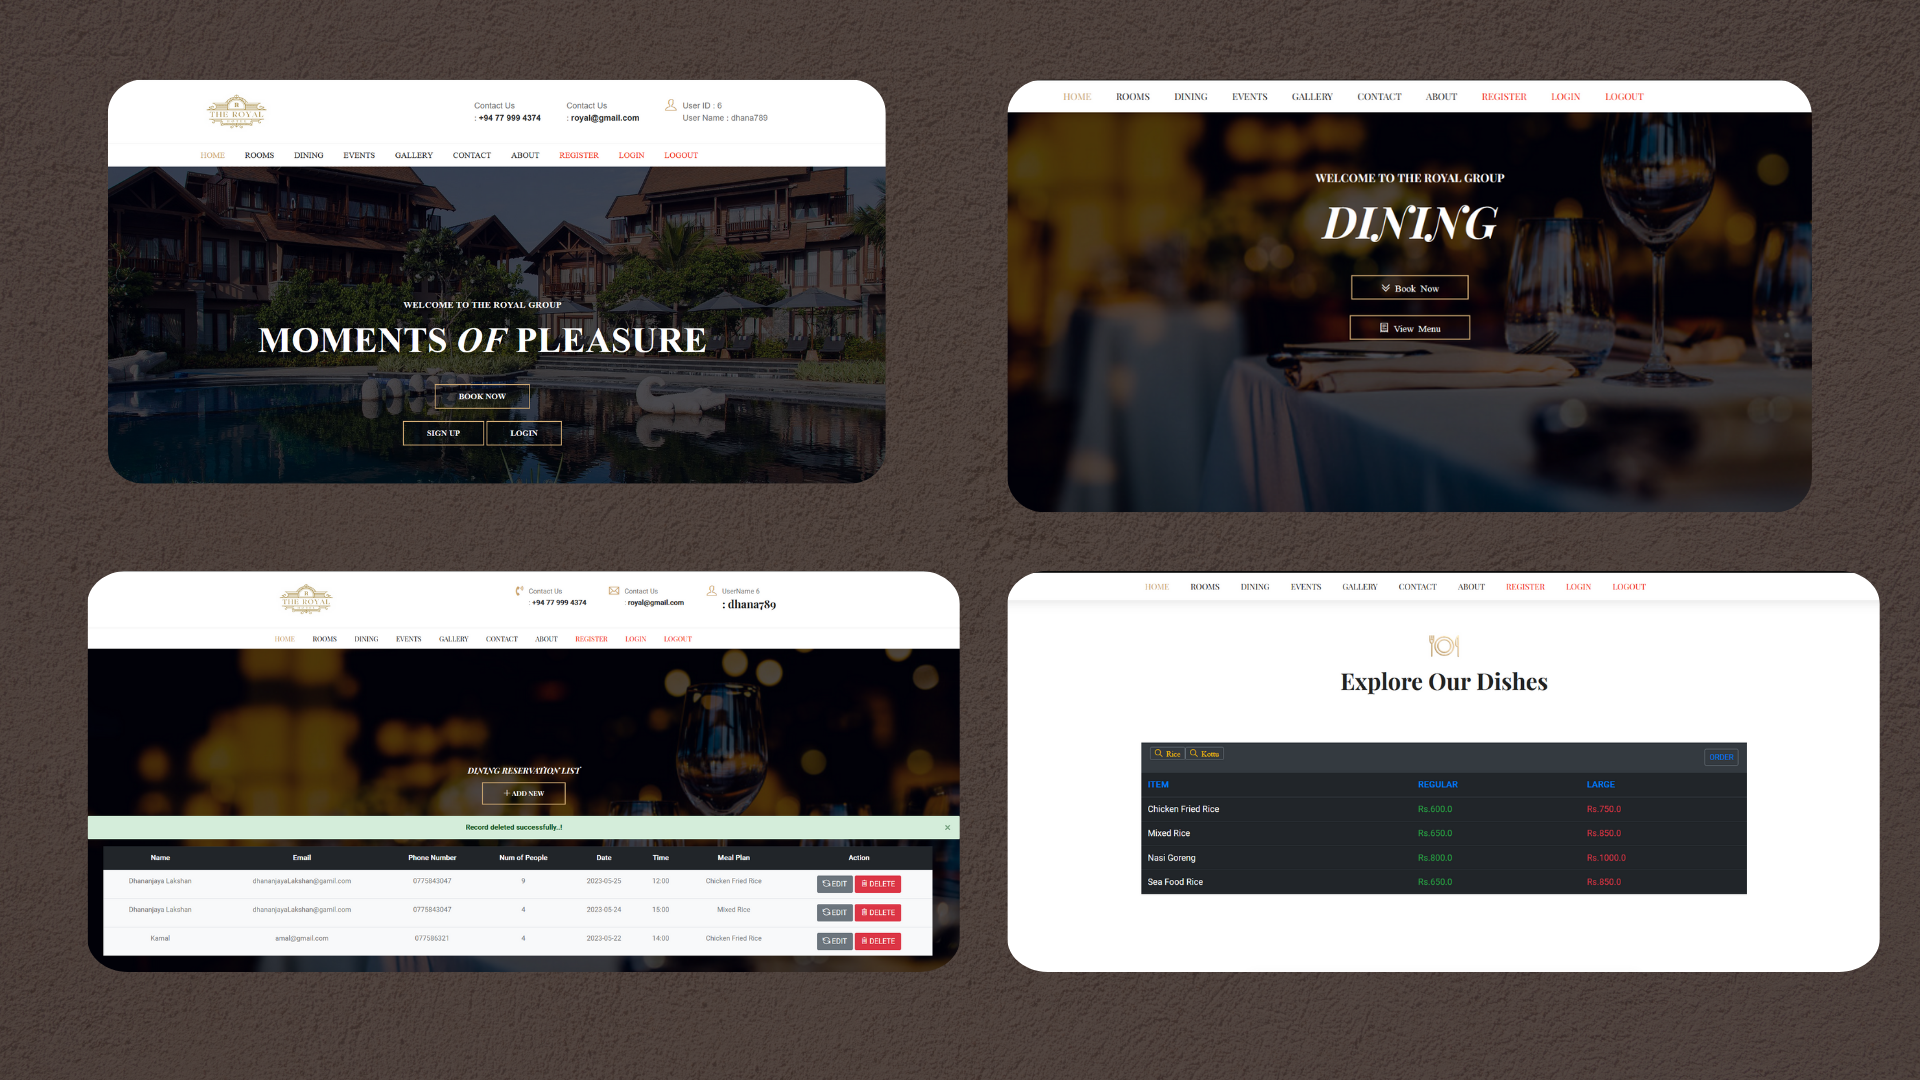 THE ROYAL
Contact Us
: +94 77 999 4374
Contact Us
: royal@gmail.com
User ID : 6
User Name : dhana789
HOME ROOMS DINING EVENTS GALLERY CONTACT ABOUT REGISTER LOGIN LOGOUT
WELCOME TO THE ROYAL GROUP
MOMENTS OF PLEASURE
BOOK NOW
SIGN UP LOGIN
HOME ROOMS DINING EVENTS GALLERY CONTACT ABOUT REGISTER LOGIN LOGOUT
WELCOME TO THE ROYAL GROUP
DINING
Book Now
View Menu
THE ROYAL
Contact Us
: +94 77 999 4374
Contact Us
: royal@gmail.com
UserName 6
: dhana789
HOME ROOMS DINING EVENTS GALLERY CONTACT ABOUT REGISTER LOGIN LOGOUT
DINING RESERVATION LIST
+ ADD NEW
Record deleted successfully..! ×
Name Email Phone Number Num of People Date Time Meal Plan Action
Dhananjaya Lakshan dhananjayaLakshan@gamil.com 0775843047 9 2023-05-25 12:00 Chicken Fried Rice EDIT DELETE
Dhananjaya Lakshan dhananjayaLakshan@gamil.com 0775843047 4 2023-05-24 15:00 Mixed Rice EDIT DELETE
Kamal amal@gmail.com 077586321 4 2023-05-22 14:00 Chicken Fried Rice EDIT DELETE
HOME ROOMS DINING EVENTS GALLERY CONTACT ABOUT REGISTER LOGIN LOGOUT
Explore Our Dishes
Rice Kottu ORDER
ITEM REGULAR LARGE
Chicken Fried Rice Rs.600.0 Rs.750.0
Mixed Rice Rs.650.0 Rs.850.0
Nasi Goreng Rs.800.0 Rs.1000.0
Sea Food Rice Rs.650.0 Rs.850.0